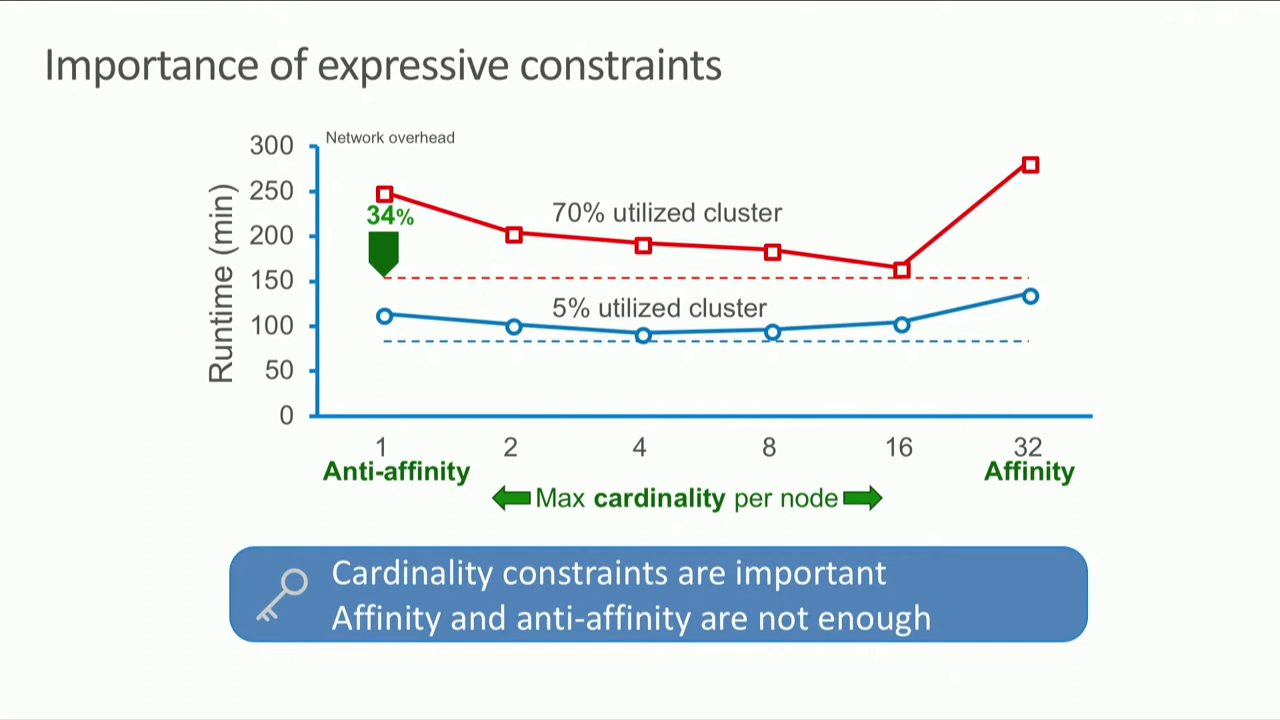 Importance of expressive constraints
Network overhead
300
250
200
150
100
50
0
Runtime (min)
34%
70% utilized cluster
5% utilized cluster
1 2 4 8 16 32
Anti-affinity Affinity
Max cardinality per node
Cardinality constraints are important
Affinity and anti-affinity are not enough